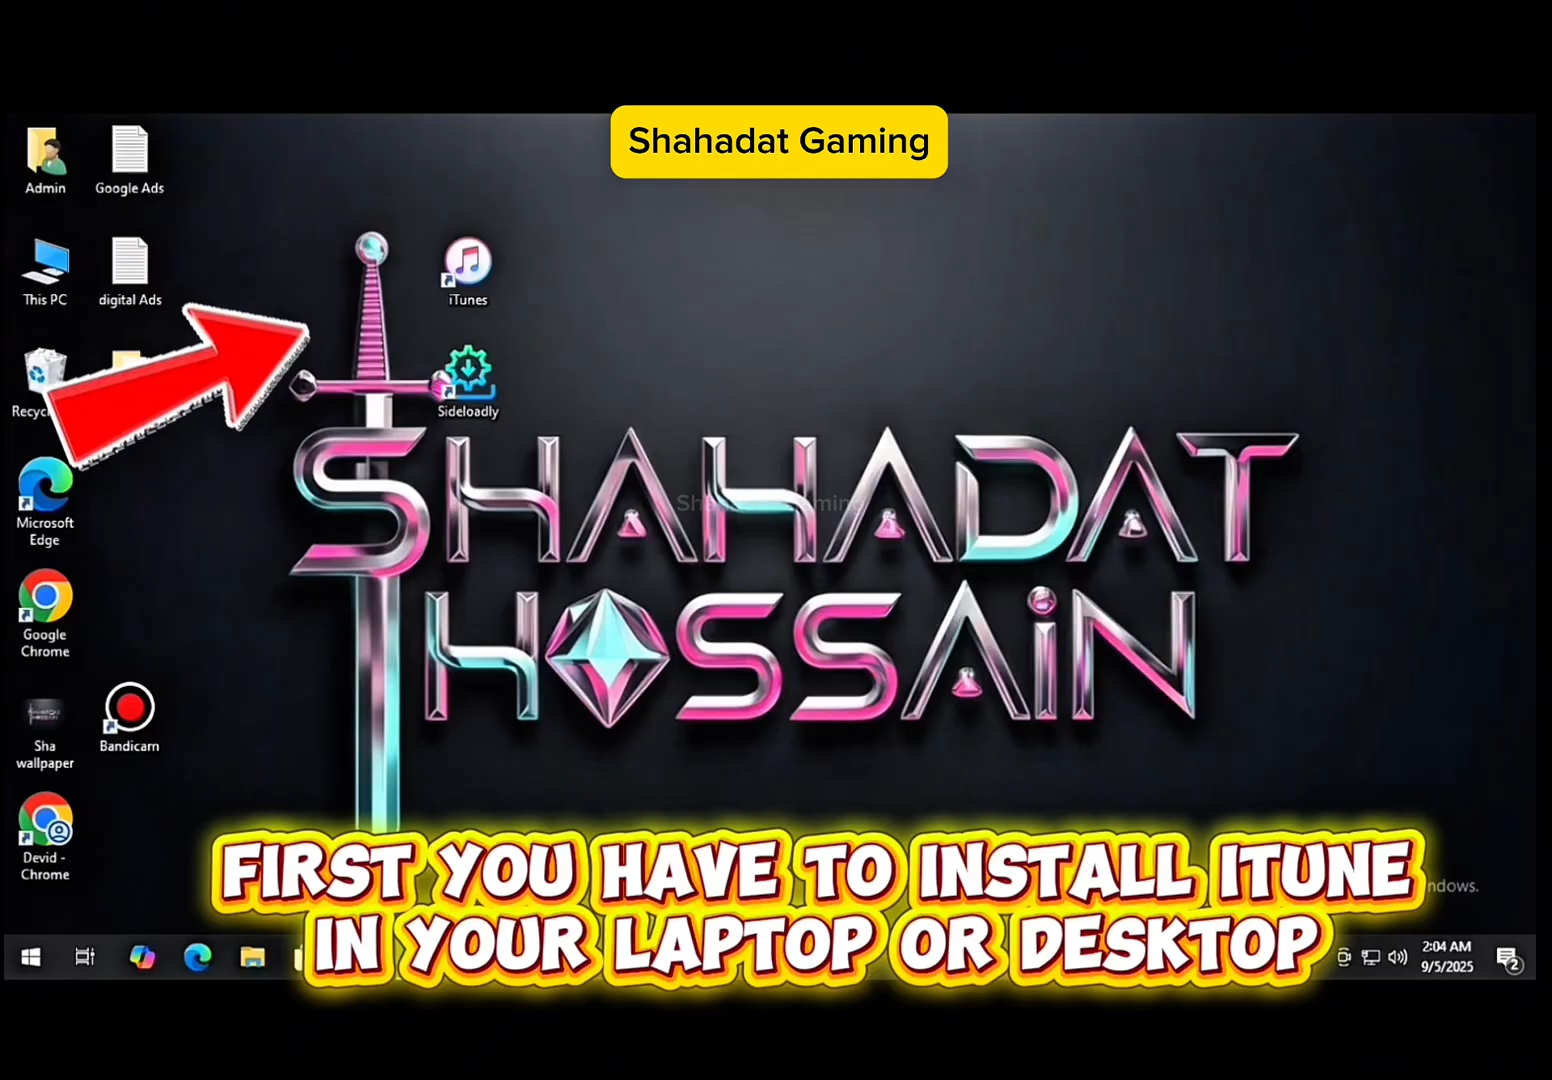 Shahadat Gaming
Admin
Google Ads
This PC
digital Ads
iTunes
Recyc
Sideloadly
SHAHADAT
HOSSAIN
Microsoft
Edge
Google
Chrome
Sha
wallpaper
Bandicam
Devid -
Chrome
FIRST YOU HAVE TO INSTALL ITUNE
IN YOUR LAPTOP OR DESKTOP
ndows.
2:04 AM
9/5/2025
2